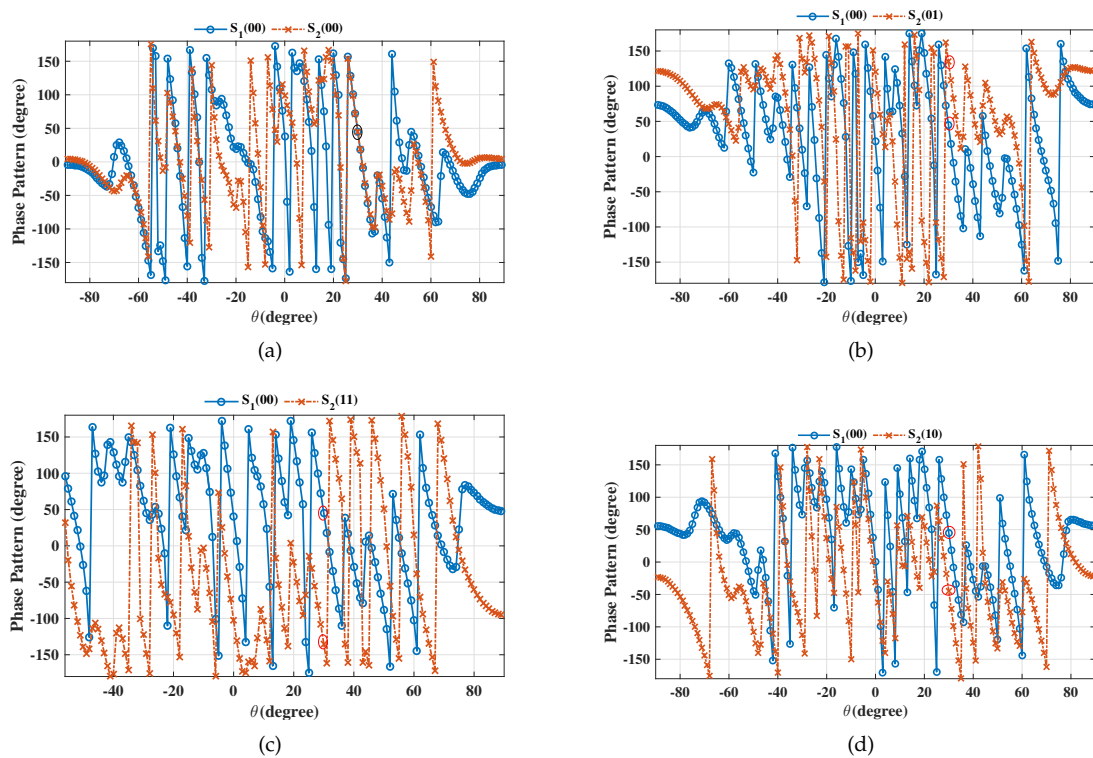 S1(00) S2(00)
150
100
50
0
-50
-100
-150
Phase Pattern (degree)
-80 -60 -40 -20 0 20 40 60 80
θ(degree)
(a)
S1(00) S2(01)
150
100
50
0
-50
-100
-150
Phase Pattern (degree)
-80 -60 -40 -20 0 20 40 60 80
θ(degree)
(b)
S1(00) S2(11)
150
100
50
0
-50
-100
-150
Phase Pattern (degree)
-40 -20 0 20 40 60 80
θ(degree)
(c)
S1(00) S2(10)
150
100
50
0
-50
-100
-150
Phase Pattern (degree)
-80 -60 -40 -20 0 20 40 60 80
θ(degree)
(d)